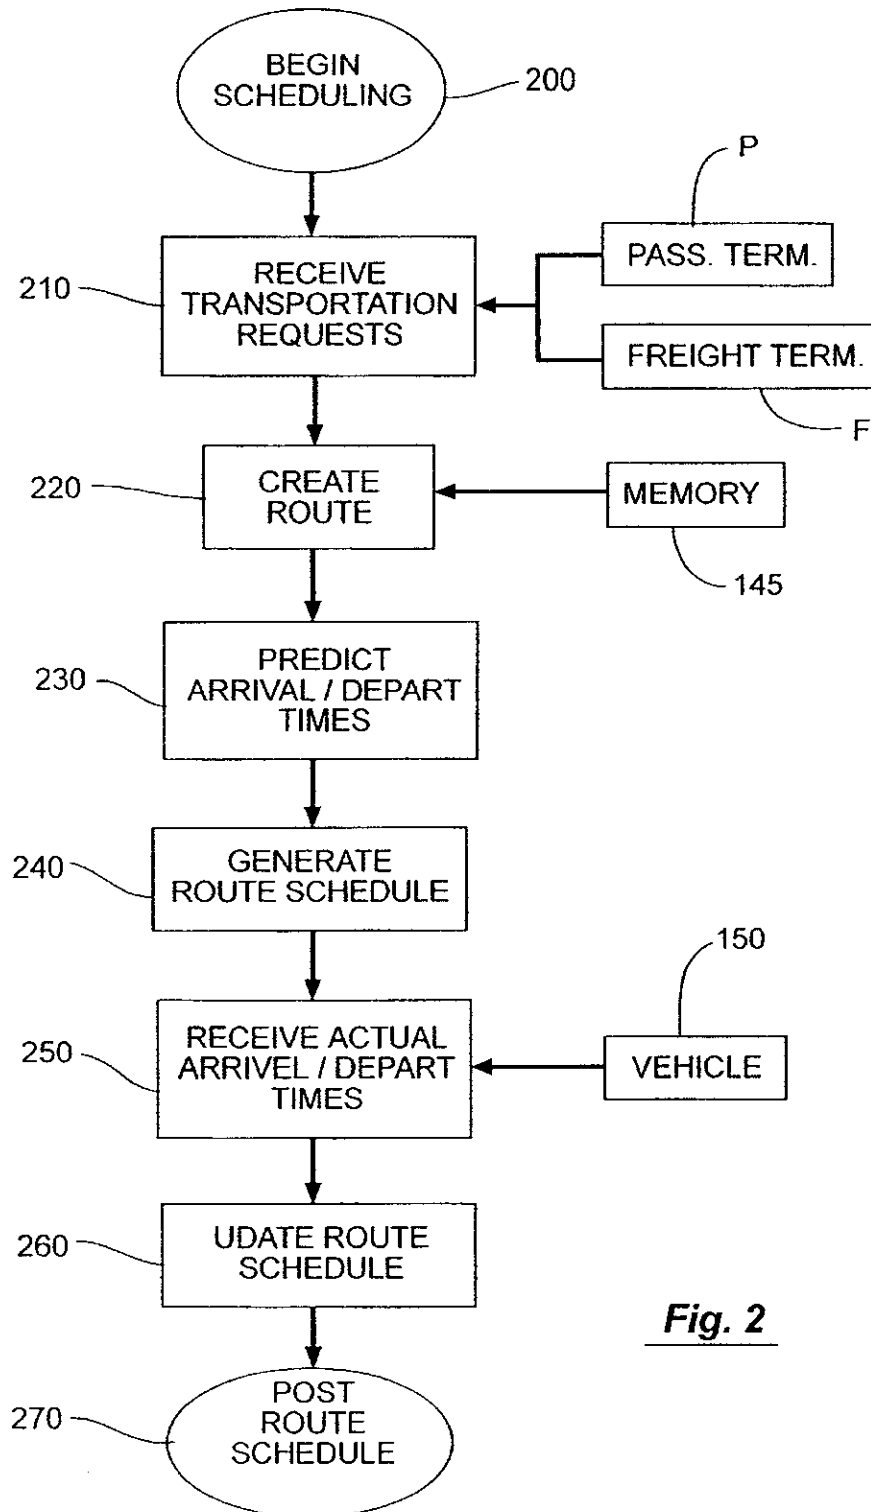 BEGIN
SCHEDULING
200
P
PASS. TERM.
210
RECEIVE
TRANSPORTATION
REQUESTS
FREIGHT TERM.
F
220
CREATE
ROUTE
MEMORY
145
230
PREDICT
ARRIVAL / DEPART
TIMES
240
GENERATE
ROUTE SCHEDULE
150
250
RECEIVE ACTUAL
ARRIVEL / DEPART
TIMES
VEHICLE
260
UDATE ROUTE
SCHEDULE
Fig. 2
270
POST
ROUTE
SCHEDULE